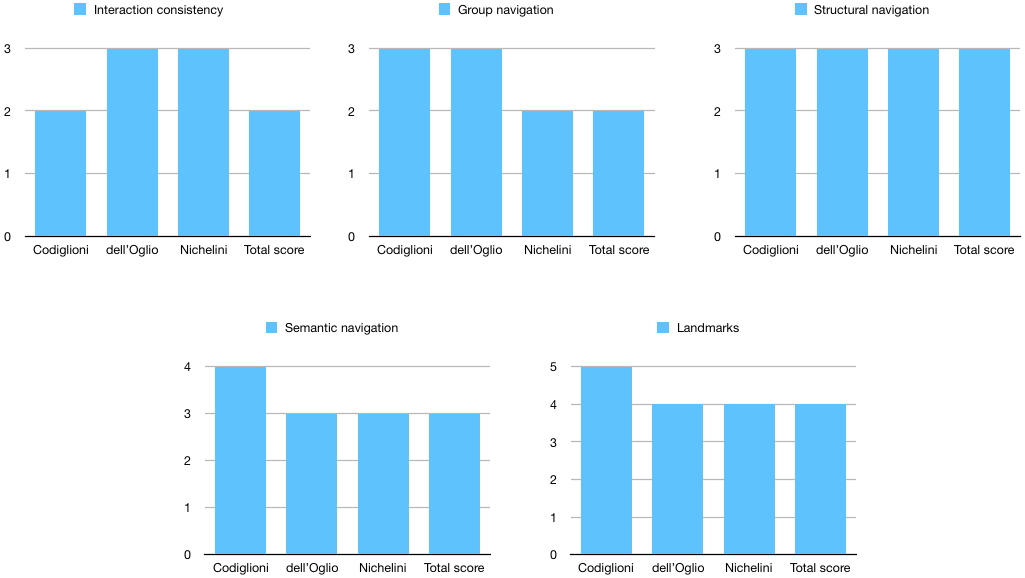 Interaction consistency
3
2
1
0
Codiglioni dell'Oglio Nichelini Total score
Group navigation
3
2
1
0
Codiglioni dell'Oglio Nichelini Total score
Structural navigation
3
2
1
0
Codiglioni dell'Oglio Nichelini Total score
Semantic navigation
4
3
2
1
0
Codiglioni dell'Oglio Nichelini Total score
Landmarks
5
4
3
2
1
0
Codiglioni dell'Oglio Nichelini Total score